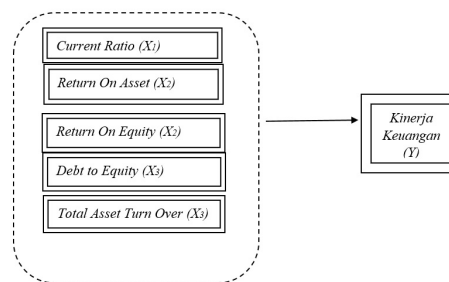 Current Ratio (X1)
Return On Asset (X2)
Return On Equity (X2)
Debt to Equity (X3)
Total Asset Turn Over (X3)
Kinerja
Keuangan
(Y)